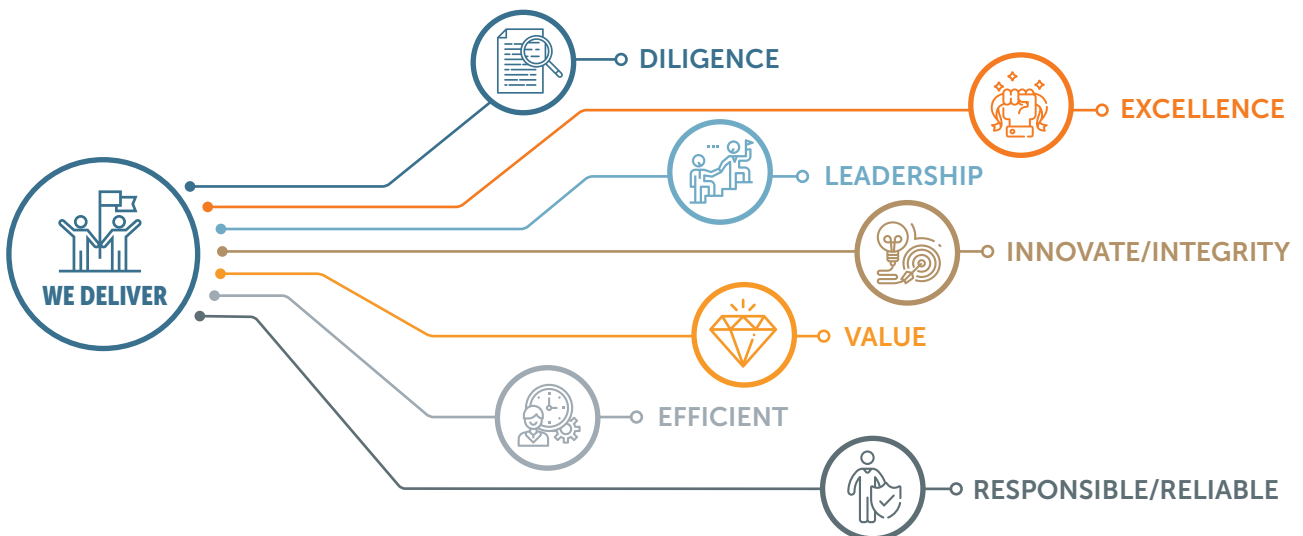 DILIGENCE
EXCELLENCE
LEADERSHIP
INNOVATE/INTEGRITY
WE DELIVER
VALUE
EFFICIENT
RESPONSIBLE/RELIABLE